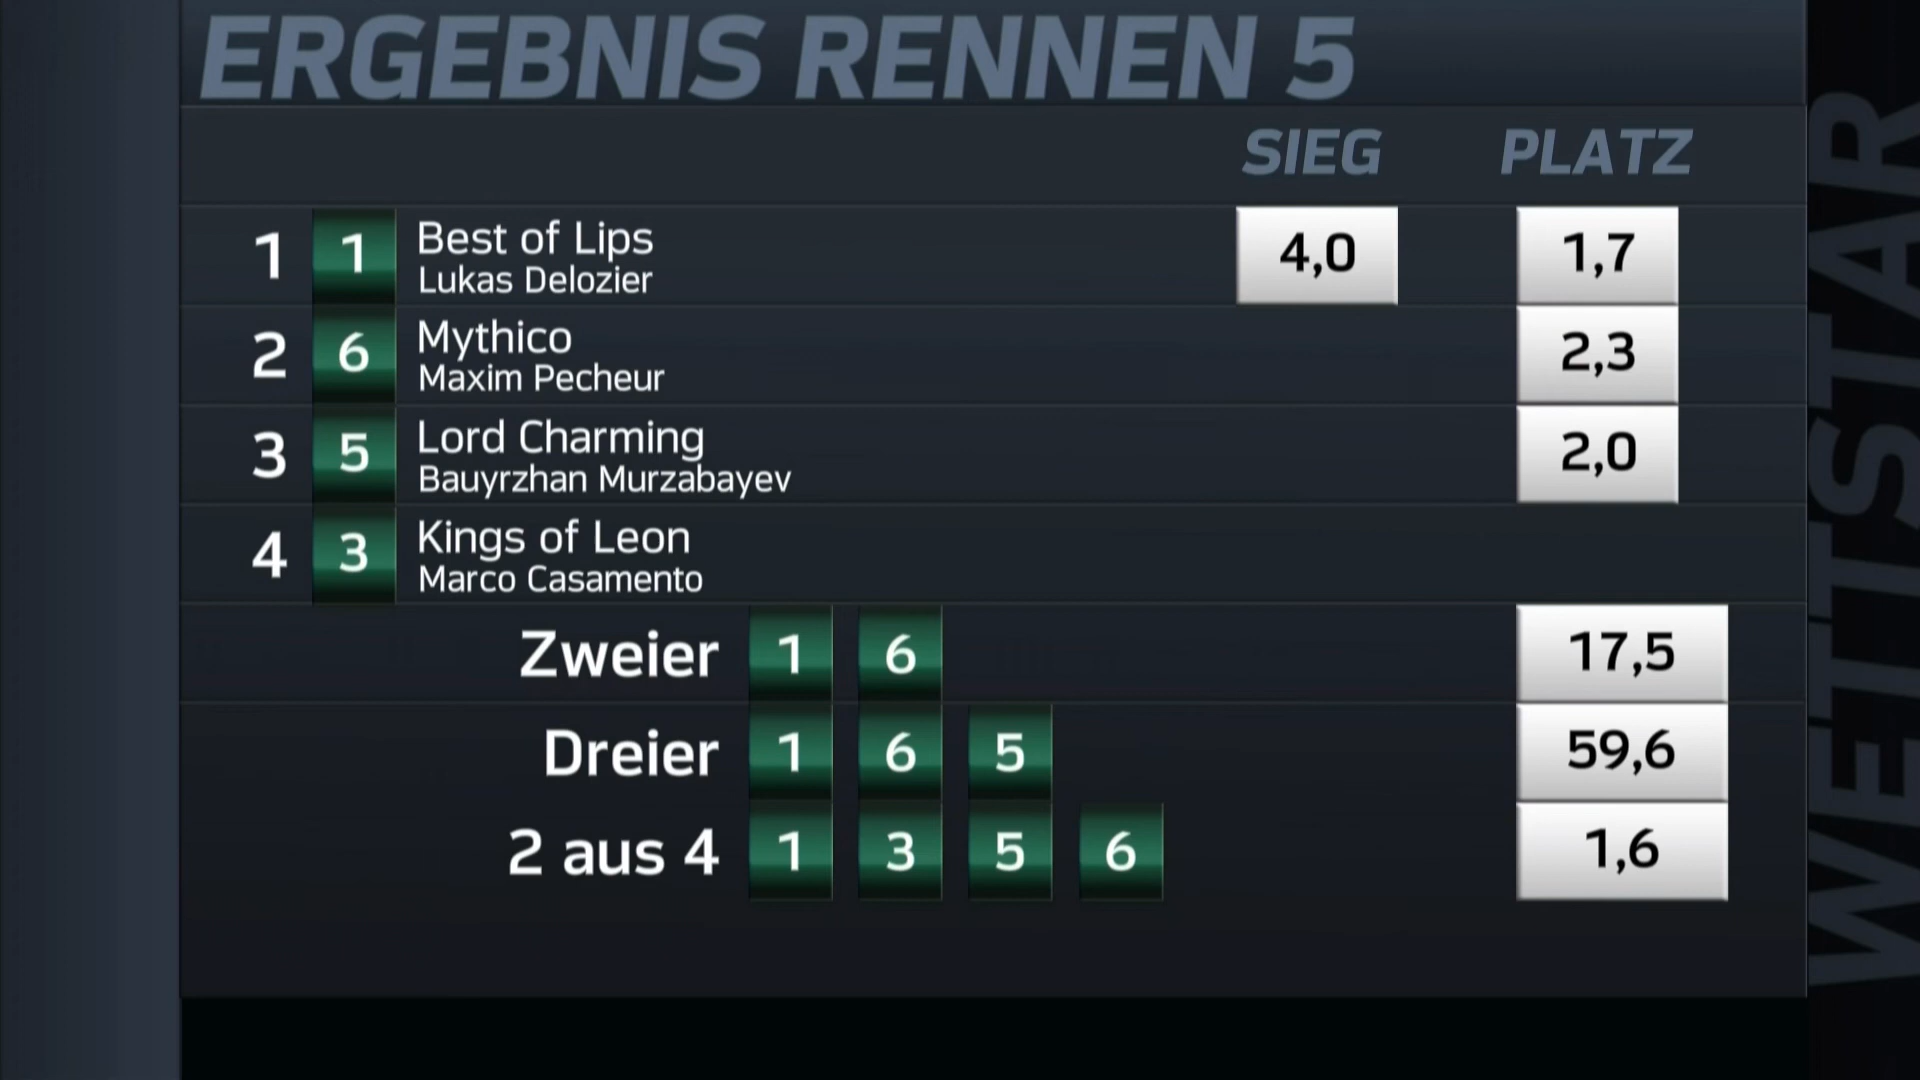 ERGEBNIS RENNEN 5
SIEG PLATZ
1 1 Best of Lips 4,0 1,7
Lukas Delozier
2 6 Mythico 2,3
Maxim Pecheur
3 5 Lord Charming 2,0
Bauyrzhan Murzabayev
4 3 Kings of Leon
Marco Casamento
Zweier 1 6 17,5
Dreier 1 6 5 59,6
2 aus 4 1 3 5 6 1,6
WETTSTAR